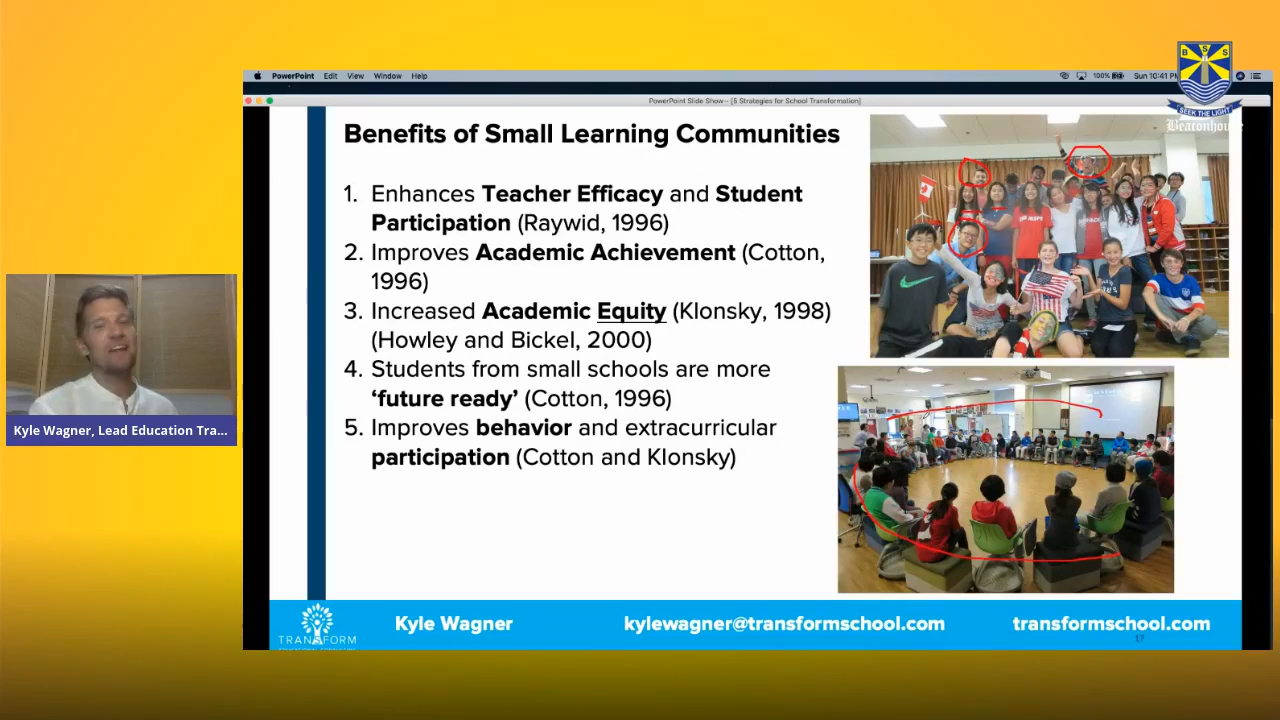 PowerPoint Edit View Window Help
100% Sun 10:41 P
PowerPoint Slide Show - [6 Strategies for School Transformation]
B S S
SEEK THE LIGHT
Beaconhouse
Benefits of Small Learning Communities
1. Enhances Teacher Efficacy and Student
Participation (Raywid, 1996)
2. Improves Academic Achievement (Cotton,
1996)
3. Increased Academic Equity (Klonsky, 1998)
(Howley and Bickel, 2000)
4. Students from small schools are more
‘future ready’ (Cotton, 1996)
5. Improves behavior and extracurricular
participation (Cotton and Klonsky)
Kyle Wagner, Lead Education Tra...
TRANSFORM
Kyle Wagner
kylewagner@transformschool.com
transformschool.com
17